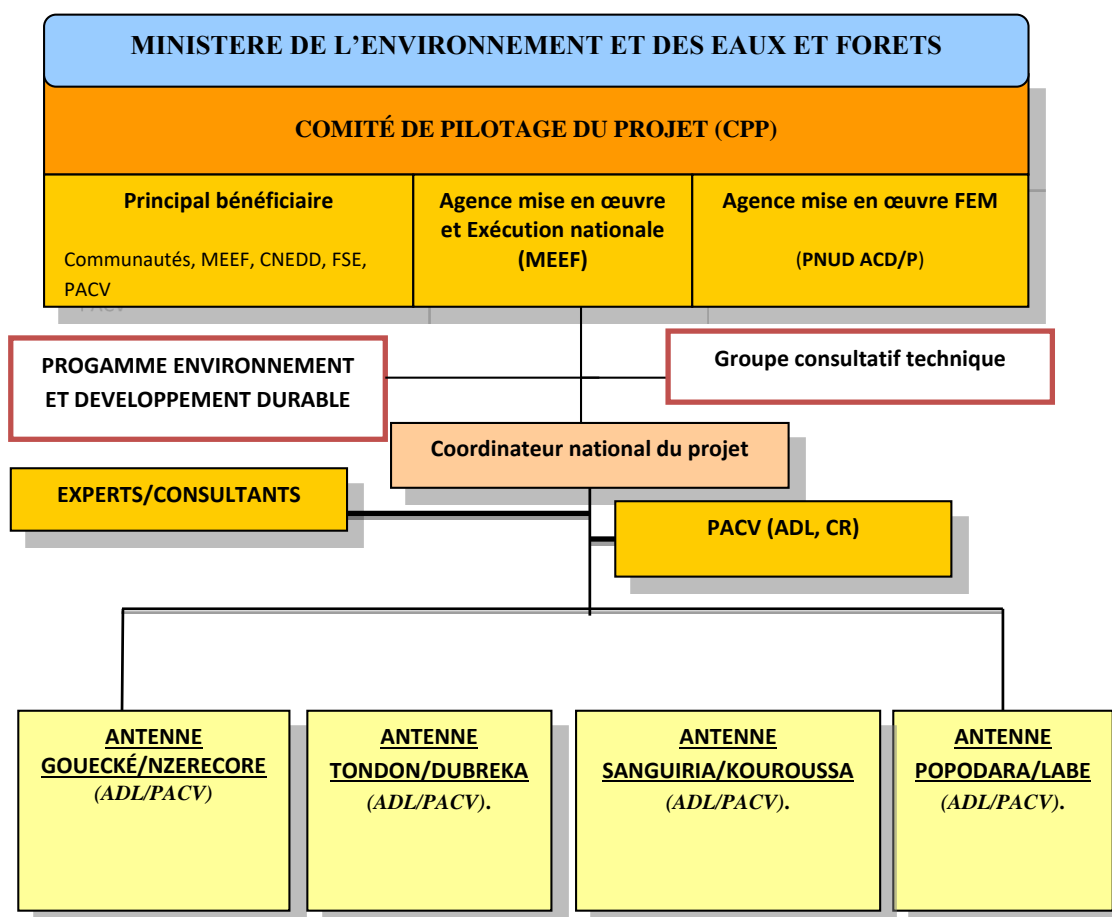 MINISTERE DE L'ENVIRONNEMENT ET DES EAUX ET FORETS
COMITÉ DE PILOTAGE DU PROJET (CPP)
Principal bénéficiaire
Communautés, MEEF, CNEDD, FSE,
PACV
Agence mise en œuvre
et Exécution nationale
(MEEF)
Agence mise en œuvre FEM
(PNUD ACD/P)
PROGAMME ENVIRONNEMENT
ET DEVELOPPEMENT DURABLE
Groupe consultatif technique
Coordinateur national du projet
EXPERTS/CONSULTANTS
PACV (ADL, CR)
ANTENNE
GOUECKÉ/NZERECORE
(ADL/PACV)
ANTENNE
TONDON/DUBREKA
(ADL/PACV).
ANTENNE
SANGUIRIA/KOUROUSSA
(ADL/PACV).
ANTENNE
POPODARA/LABE
(ADL/PACV).